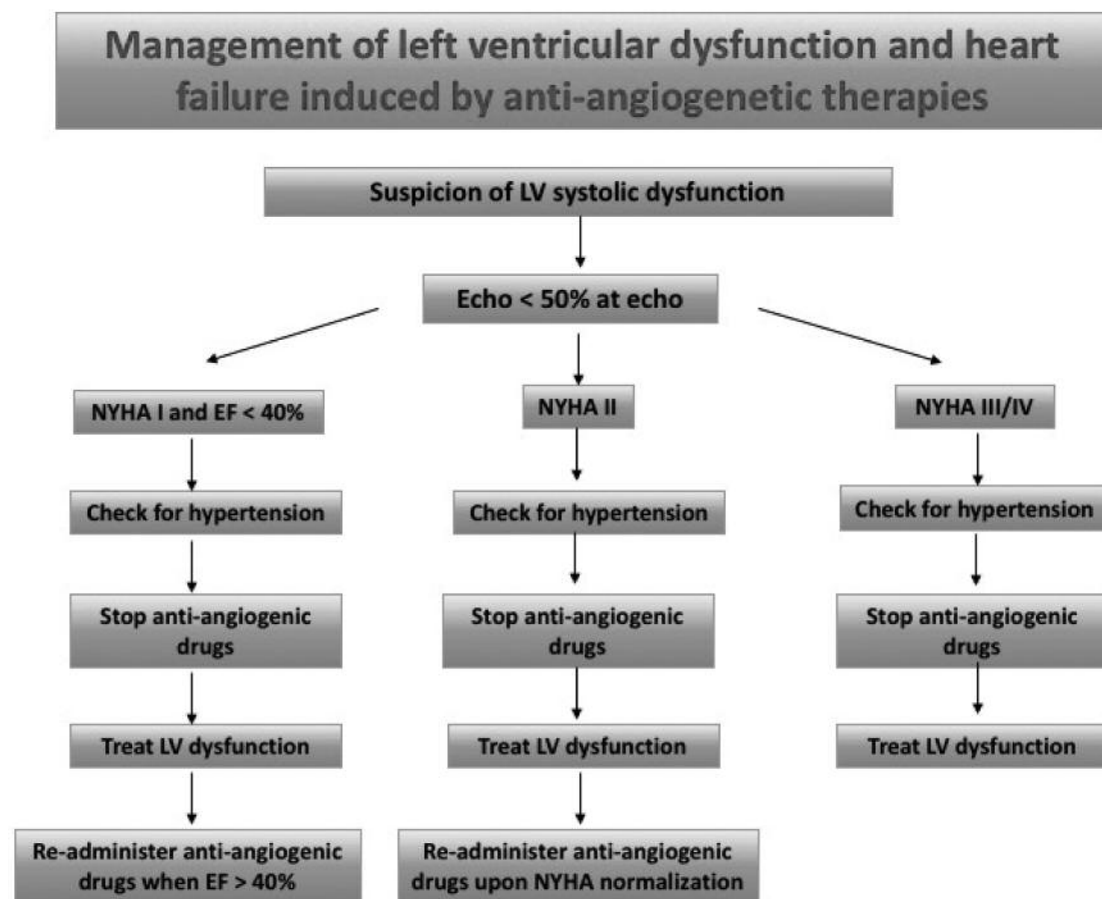 Management of left ventricular dysfunction and heart
failure induced by anti-angiogenetic therapies
Suspicion of LV systolic dysfunction
Echo < 50% at echo
NYHA I and EF < 40%
NYHA II
NYHA III/IV
Check for hypertension
Check for hypertension
Check for hypertension
Stop anti-angiogenic
drugs
Stop anti-angiogenic
drugs
Stop anti-angiogenic
drugs
Treat LV dysfunction
Treat LV dysfunction
Treat LV dysfunction
Re-administer anti-angiogenic
drugs when EF > 40%
Re-administer anti-angiogenic
drugs upon NYHA normalization